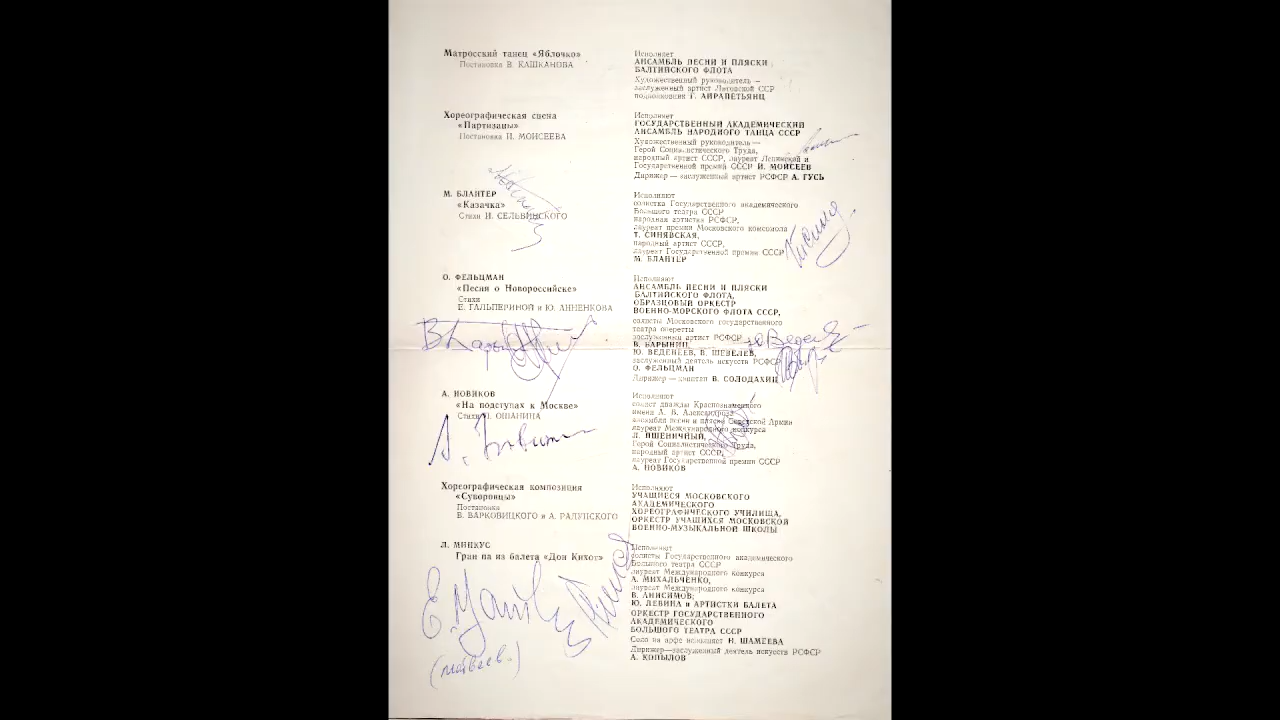 Матросский танец «Яблочко»
Постановка В. КАШКАНОВА
Исполняет
АНСАМБЛЬ ПЕСНИ И ПЛЯСКИ
БАЛТИЙСКОГО ФЛОТА
Художественный руководитель —
заслуженный артист Литовской ССР
подполковник Г. АЙРАПЕТЬЯНЦ
Хореографическая сцена
«Партизаны»
Постановка И. МОИСЕЕВА
Исполняет
ГОСУДАРСТВЕННЫЙ АКАДЕМИЧЕСКИЙ
АНСАМБЛЬ НАРОДНОГО ТАНЦА СССР
Художественный руководитель —
Герой Социалистического Труда,
народный артист СССР, лауреат Ленинской и
Государственной премий СССР И. МОИСЕЕВ
Дирижер — заслуженный артист РСФСР А. ГУСЬ
М. БЛАНТЕР
«Казачка»
Стихи И. СЕЛЬВИНСКОГО
Исполняют
солистка Государственного академического
Большого театра СССР
народная артистка РСФСР,
лауреат премии Московского комсомола
Т. СИНЯВСКАЯ,
народный артист СССР,
лауреат Государственной премии СССР
М. БЛАНТЕР
О. ФЕЛЬЦМАН
«Песня о Новороссийске»
Стихи
Е. ГАЛЬПЕРИНОЙ и Ю. АННЕНКОВА
Исполняют
АНСАМБЛЬ ПЕСНИ И ПЛЯСКИ
БАЛТИЙСКОГО ФЛОТА,
ОБРАЗЦОВЫЙ ОРКЕСТР
ВОЕННО-МОРСКОГО ФЛОТА СССР,
солисты Московского государственного
театра оперетты
заслуженный артист РСФСР
В. БАРЫНИН,
Ю. ВЕДЕНЕЕВ, В. ШЕВЕЛЕВ,
заслуженный деятель искусств РСФСР
О. ФЕЛЬЦМАН
Дирижер — капитан В. СОЛОДАХИН
А. НОВИКОВ
«На подступах к Москве»
Стихи Л. ОШАНИНА
А. Новиков
Исполняют
солист дважды Краснознаменного
имени А. В. Александрова
ансамбля песни и пляски Советской Армии
лауреат Международного конкурса
Л. ПШЕНИЧНЫЙ,
Герой Социалистического Труда,
народный артист СССР,
лауреат Государственной премии СССР
А. НОВИКОВ
Хореографическая композиция
«Суворовцы»
Постановка
В. ВАРКОВИЦКОГО и А. РАДУНСКОГО
Исполняют
УЧАЩИЕСЯ МОСКОВСКОГО
АКАДЕМИЧЕСКОГО
ХОРЕОГРАФИЧЕСКОГО УЧИЛИЩА,
ОРКЕСТР УЧАЩИХСЯ МОСКОВСКОЙ
ВОЕННО-МУЗЫКАЛЬНОЙ ШКОЛЫ
Л. МИНКУС
Гран па из балета «Дон Кихот»
(Матвеев)
Исполняют
солисты Государственного академического
Большого театра СССР
лауреат Международного конкурса
А. МИХАЛЬЧЕНКО,
лауреат Международного конкурса
В. АНИСИМОВ;
Ю. ЛЕВИНА и АРТИСТКИ БАЛЕТА
ОРКЕСТР ГОСУДАРСТВЕННОГО
АКАДЕМИЧЕСКОГО
БОЛЬШОГО ТЕАТРА СССР
Соло на арфе исполняет Н. ШАМЕЕВА
Дирижер—заслуженный деятель искусств РСФСР
А. КОПЫЛОВ